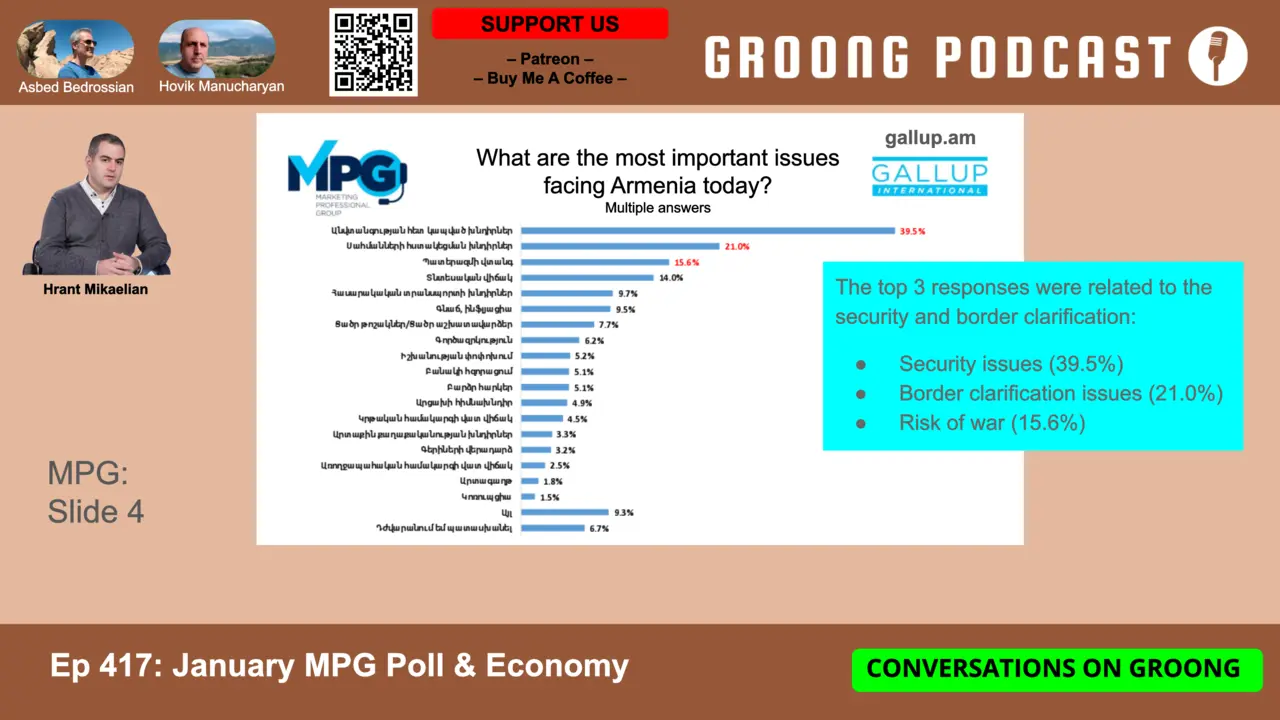 Asbed Bedrossian
Hovik Manucharyan
SUPPORT US
– Patreon –
– Buy Me A Coffee –
GROONG PODCAST
Hrant Mikaelian
MPG:
Slide 4
MPG
MARKETING
PROFESSIONAL
GROUP
What are the most important issues
facing Armenia today?
Multiple answers
gallup.am
GALLUP
INTERNATIONAL
Անվտանգության հետ կապված խնդիրներ 39.5%
Սահմանների հստակեցման խնդիրներ 21.0%
Պատերազմի վտանգ 15.6%
Տնտեսական վիճակ 14.0%
Հասարակական տրանսպորտի խնդիրներ 9.7%
Գնաճ, ինֆլյացիա 9.5%
Ցածր թոշակներ/Ցածր աշխատավարձեր 7.7%
Գործազրկություն 6.2%
Իշխանության փոփոխում 5.2%
Բանակի հզորացում 5.1%
Բարձր հարկեր 5.1%
Արցախի հիմնախնդիր 4.9%
Կրթական համակարգի վատ վիճակ 4.5%
Արտաքին քաղաքականության խնդիրներ 3.3%
Գերիների վերադարձ 3.2%
Առողջապահական համակարգի վատ վիճակ 2.5%
Արտագաղթ 1.8%
Կոռուպցիա 1.5%
Այլ 9.3%
Դժվարանում եմ պատասխանել 6.7%
The top 3 responses were related to the
security and border clarification:
● Security issues (39.5%)
● Border clarification issues (21.0%)
● Risk of war (15.6%)
Ep 417: January MPG Poll & Economy
CONVERSATIONS ON GROONG